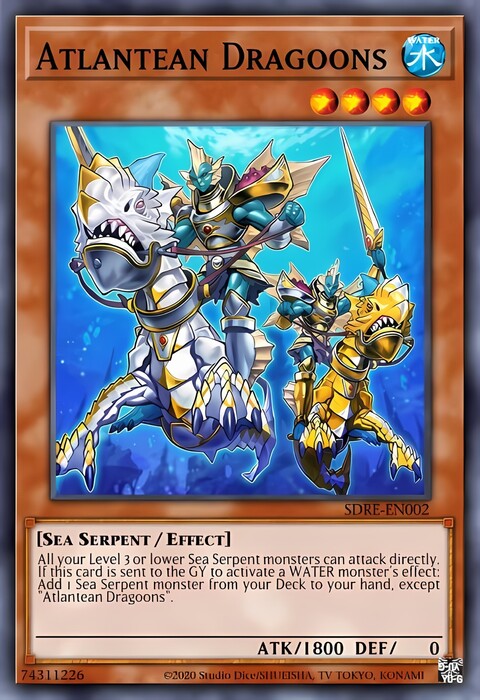 ATLANTEAN DRAGOONS
WATER
水
SDRE-EN002
[SEA SERPENT / EFFECT]
All your Level 3 or lower Sea Serpent monsters can attack directly.
If this card is sent to the GY to activate a WATER monster's effect:
Add 1 Sea Serpent monster from your Deck to your hand, except
"Atlantean Dragoons".
ATK/1800 DEF/ 0
74311226
©2020 Studio Dice/SHUEISHA, TV TOKYO, KONAMI